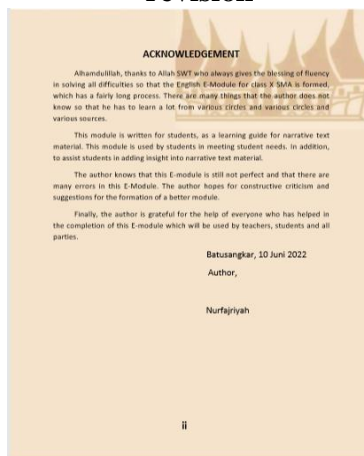 ACKNOWLEDGEMENT
Alhamdulillah, thanks to Allah SWT who always gives the blessing of fluency
in solving all difficulties so that the English E-Module for class X SMA is formed,
which has a fairly long process. There are many things that the author does not
know so that he has to learn a lot from various circles and various circles and
various sources.
This module is written for students, as a learning guide for narrative text
material. This module is used by students in meeting student needs. In addition,
to assist students in adding insight into narrative text material.
The author knows that this E-module is still not perfect and that there are
many errors in this E-Module. The author hopes for constructive criticism and
suggestions for the formation of a better module.
Finally, the author is grateful for the help of everyone who has helped in
the completion of this E-module which will be used by teachers, students and all
parties.
Batusangkar, 10 Juni 2022
Author,
Nurfajriyah
ii